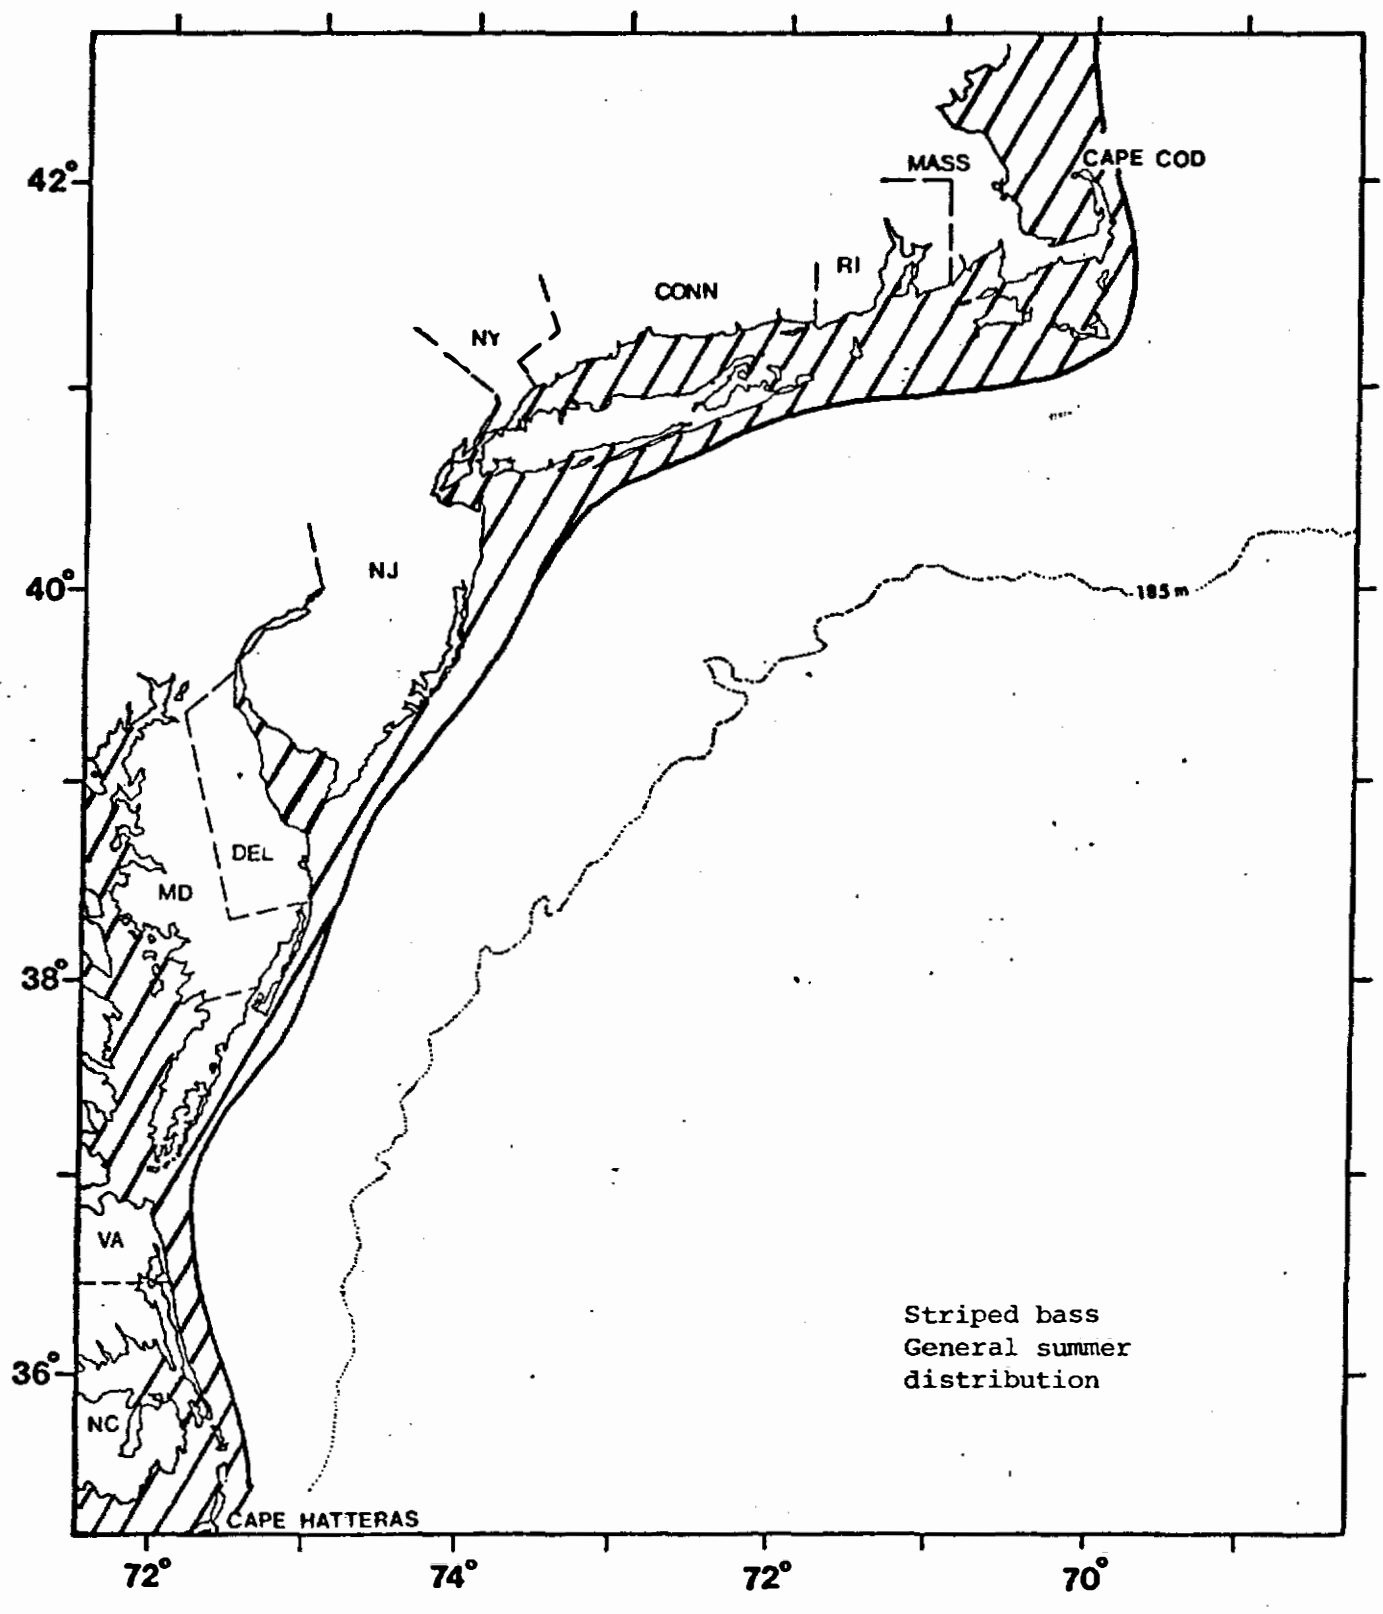 CAPE COD
MASS
42°
RI
CONN
NY
NJ
40°
185m
DEL
MD
38°
VA
Striped bass
General summer
distribution
36°
NC
CAPE HATTERAS
72° 74° 72° 70°